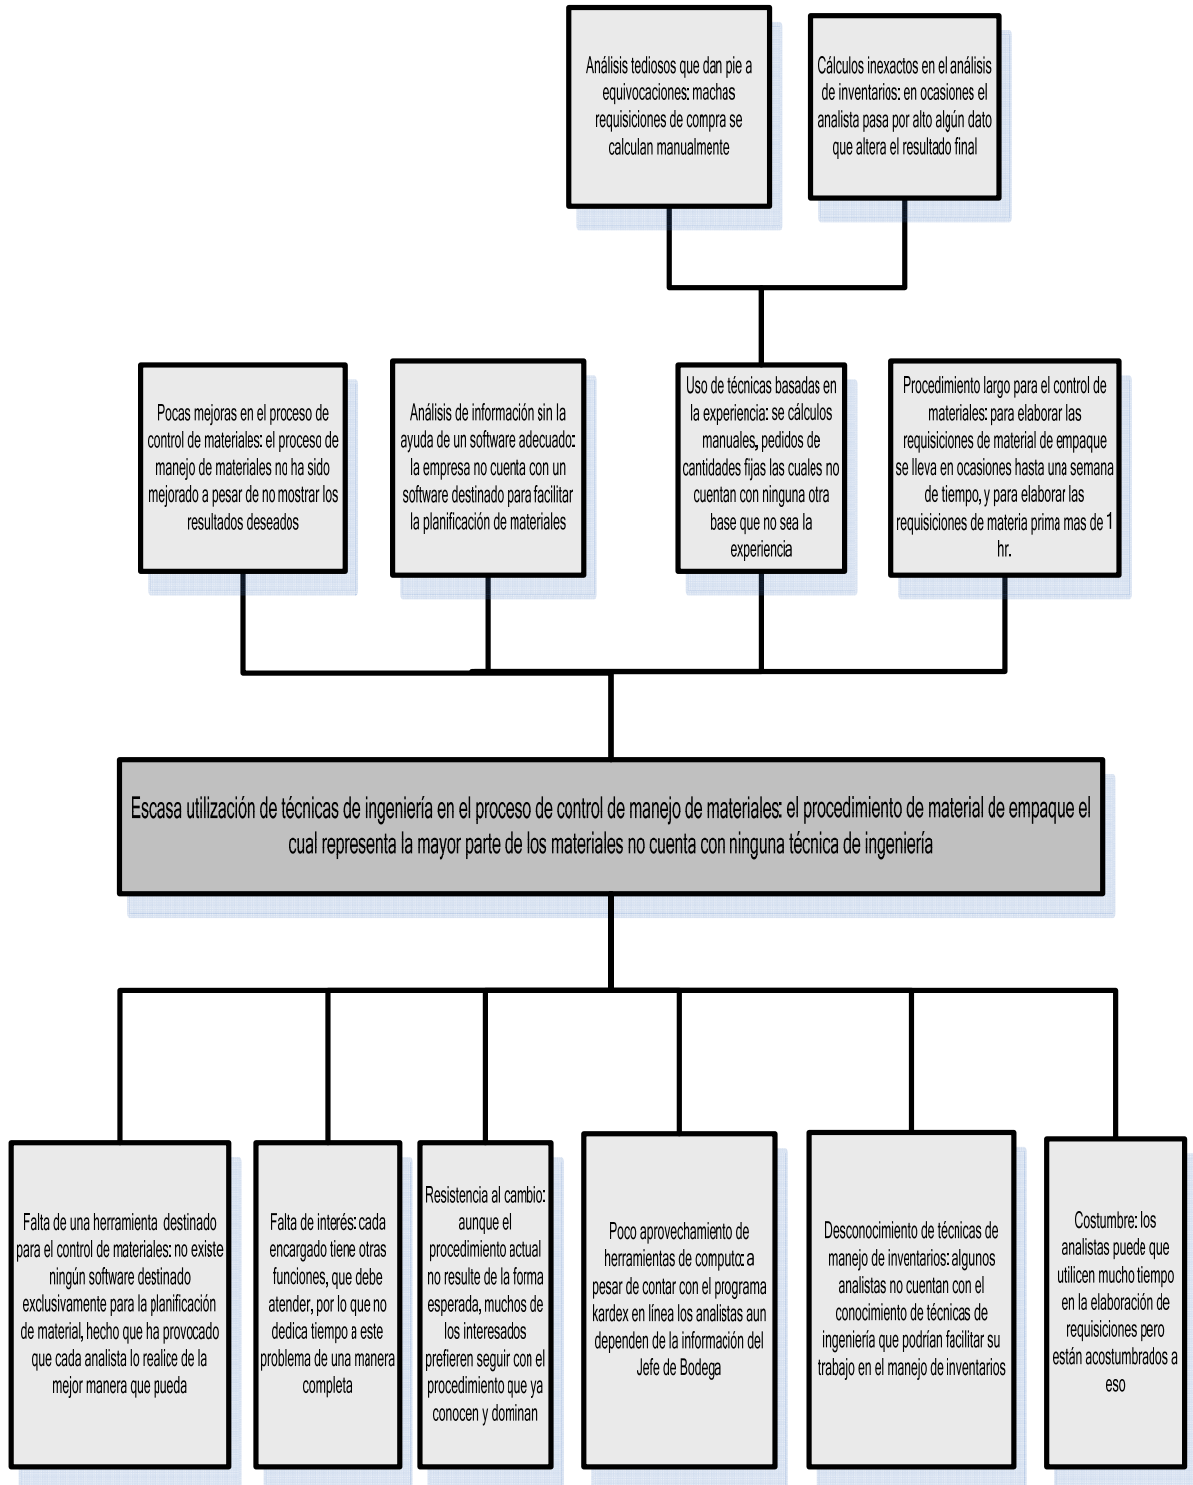 Análisis tediosos que dan pie a
equivocaciones: machas
requisiciones de compra se
calculan manualmente
Cálculos inexactos en el análisis
de inventarios: en ocasiones el
analista pasa por alto algún dato
que altera el resultado final
Pocas mejoras en el proceso de
control de materiales: el proceso de
manejo de materiales no ha sido
mejorado a pesar de no mostrar los
resultados deseados
Análisis de información sin la
ayuda de un software adecuado:
la empresa no cuenta con un
software destinado para facilitar
la planificación de materiales
Uso de técnicas basadas en
la experiencia: se cálculos
manuales, pedidos de
cantidades fijas las cuales no
cuentan con ninguna otra
base que no sea la
experiencia
Procedimiento largo para el control de
materiales: para elaborar las
requisiciones de material de empaque
se lleva en ocasiones hasta una semana
de tiempo, y para elaborar las
requisiciones de materia prima mas de 1
hr.
Escasa utilización de técnicas de ingeniería en el proceso de control de manejo de materiales: el procedimiento de material de empaque el
cual representa la mayor parte de los materiales no cuenta con ninguna técnica de ingeniería
Falta de una herramienta destinado
para el control de materiales: no existe
ningún software destinado
exclusivamente para la planificación
de material, hecho que ha provocado
que cada analista lo realice de la
mejor manera que pueda
Falta de interés: cada
encargado tiene otras
funciones, que debe
atender, por lo que no
dedica tiempo a este
problema de una manera
completa
Resistencia al cambio:
aunque el
procedimiento actual
no resulte de la forma
esperada, muchos de
los interesados
prefieren seguir con el
procedimiento que ya
conocen y dominan
Poco aprovechamiento de
herramientas de computo: a
pesar de contar con el programa
kardex en línea los analistas aun
dependen de la información del
Jefe de Bodega
Desconocimiento de técnicas de
manejo de inventarios: algunos
analistas no cuentan con el
conocimiento de técnicas de
ingeniería que podrían facilitar su
trabajo en el manejo de inventarios
Costumbre: los
analistas puede que
utilicen mucho tiempo
en la elaboración de
requisiciones pero
están acostumbrados a
eso